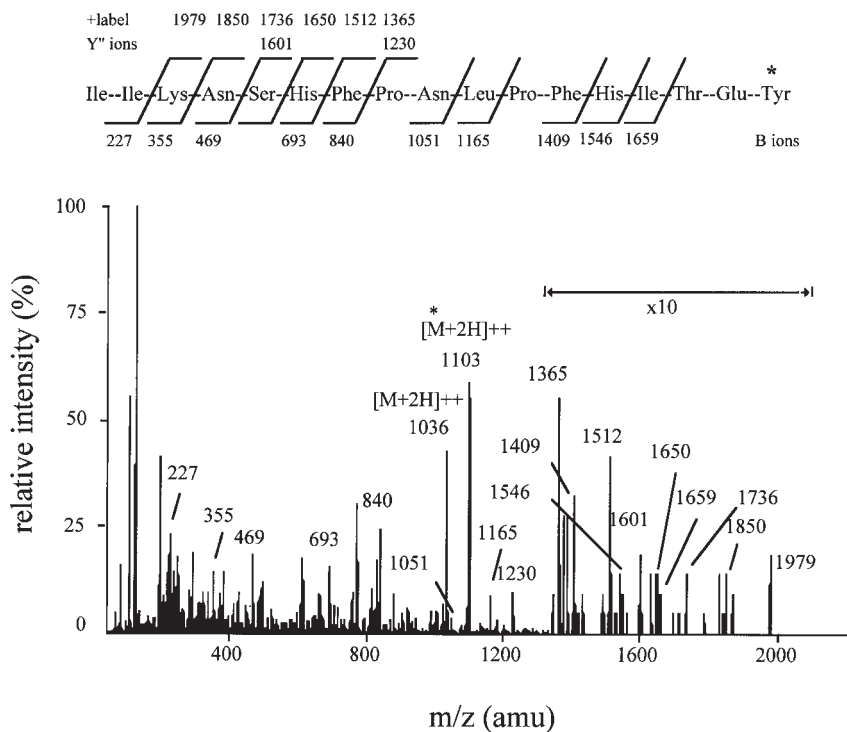 +label 1979 1850 1736 1650 1512 1365
Y" ions 1601 1230
*
Ile--Ile--Lys--Asn--Ser--His--Phe--Pro--Asn--Leu--Pro--Phe--His--Ile--Thr--Glu--Tyr
227 355 469 693 840 1051 1165 1409 1546 1659 B ions
100
75
50
25
0
relative intensity (%)
x10
*
[M+2H]++
1103
[M+2H]++
1036
1365
1409
1512
1546
1650
1601
1659
1736
1850
1979
227
355
469
693
840
1051
1165
1230
400 800 1200 1600 2000
m/z (amu)